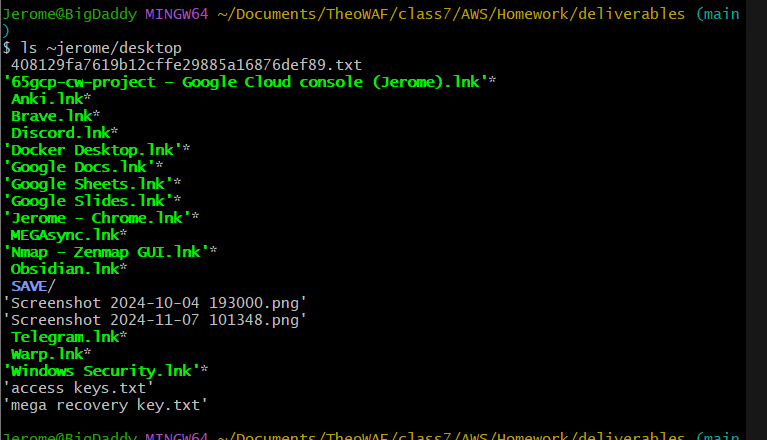 Jerome@BigDaddy MINGW64 ~/Documents/TheoWAF/class7/AWS/Homework/deliverables (main
)
$ ls ~jerome/desktop
 408129fa7619b12cffe29885a16876def89.txt
'65gcp-cw-project - Google Cloud console (Jerome).lnk'*
 Anki.lnk*
 Brave.lnk*
 Discord.lnk*
'Docker Desktop.lnk'*
'Google Docs.lnk'*
'Google Sheets.lnk'*
'Google Slides.lnk'*
'Jerome - Chrome.lnk'*
 MEGAsync.lnk*
'Nmap - Zenmap GUI.lnk'*
 Obsidian.lnk*
 SAVE/
'Screenshot 2024-10-04 193000.png'
'Screenshot 2024-11-07 101348.png'
 Telegram.lnk*
 Warp.lnk*
'Windows Security.lnk'*
'access keys.txt'
'mega recovery key.txt'

Jerome@BigDaddy MINGW64 ~/Documents/TheoWAF/class7/AWS/Homework/deliverables (main